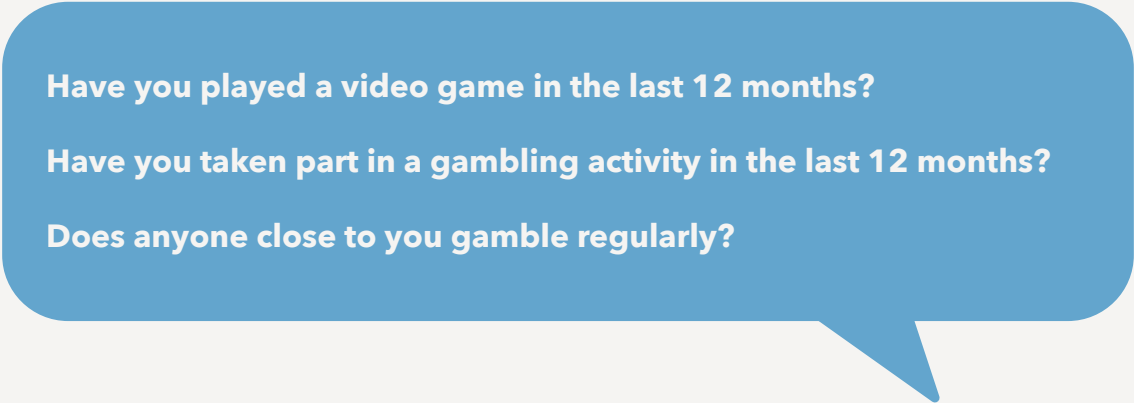 Have you played a video game in the last 12 months?
Have you taken part in a gambling activity in the last 12 months?
Does anyone close to you gamble regularly?